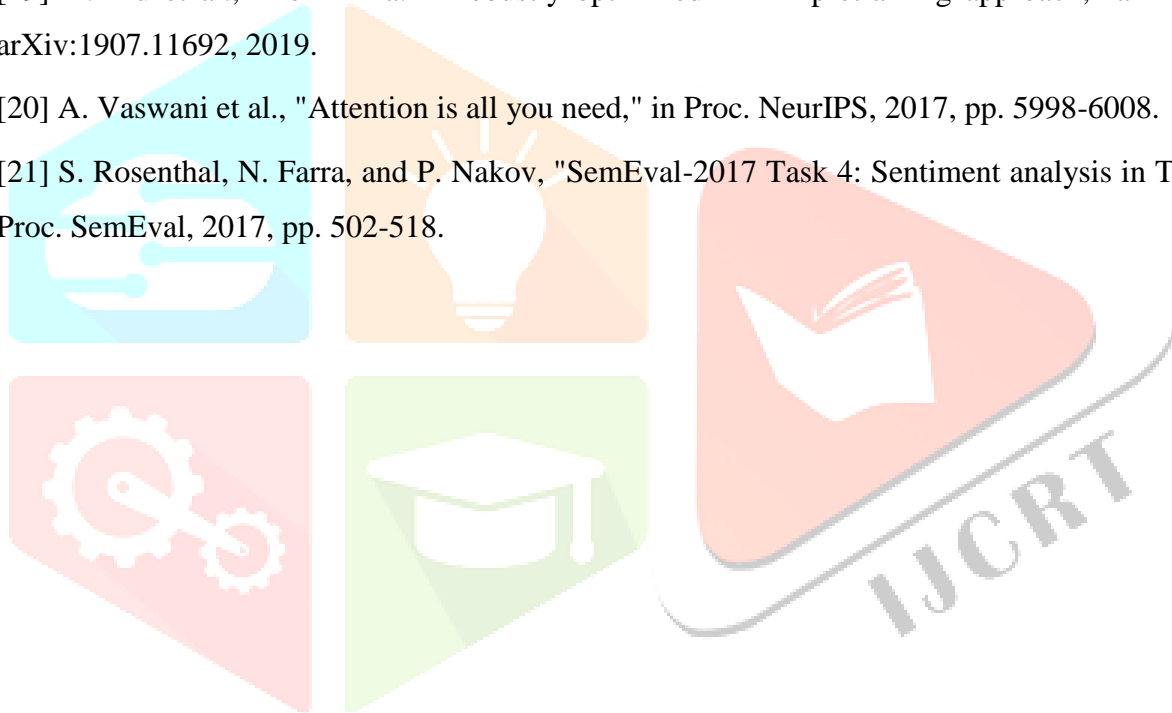 arXiv:1907.11692, 2019.
[20] A. Vaswani et al., "Attention is all you need," in Proc. NeurIPS, 2017, pp. 5998-6008.
[21] S. Rosenthal, N. Farra, and P. Nakov, "SemEval-2017 Task 4: Sentiment analysis in T
Proc. SemEval, 2017, pp. 502-518.
IJCRT